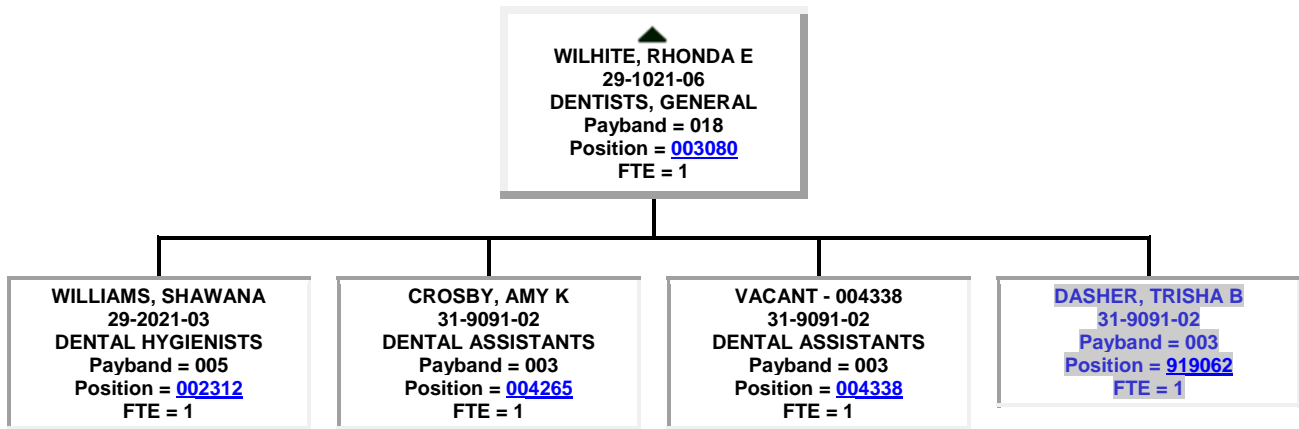 WILHITE, RHONDA E
29-1021-06
DENTISTS, GENERAL
Payband = 018
Position = 003080
FTE = 1
WILLIAMS, SHAWANA
29-2021-03
DENTAL HYGIENISTS
Payband = 005
Position = 002312
FTE = 1
CROSBY, AMY K
31-9091-02
DENTAL ASSISTANTS
Payband = 003
Position = 004265
FTE = 1
VACANT - 004338
31-9091-02
DENTAL ASSISTANTS
Payband = 003
Position = 004338
FTE = 1
DASHER, TRISHA B
31-9091-02
Payband = 003
Position = 919062
FTE = 1